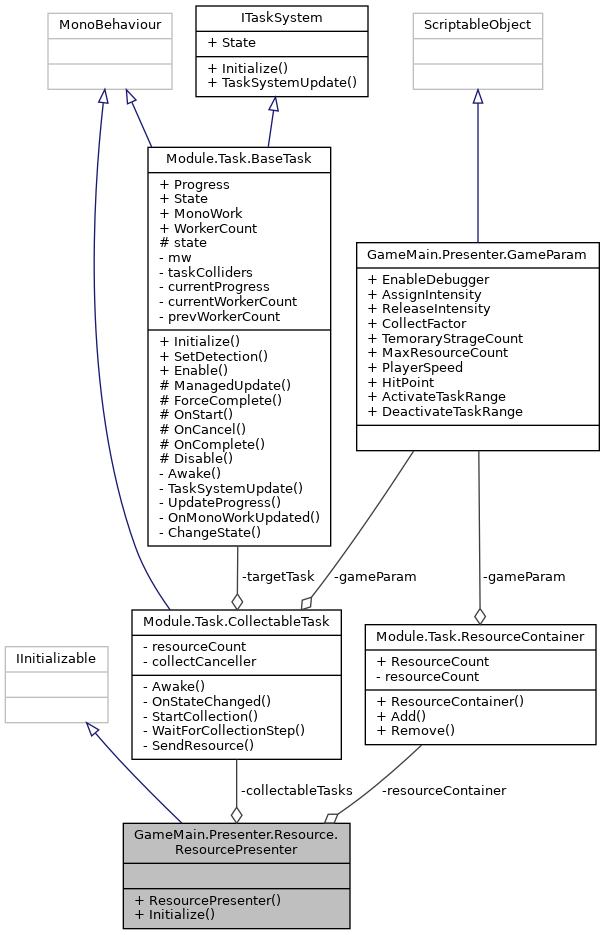 MonoBehaviour
ITaskSystem
+ State
+ Initialize()
+ TaskSystemUpdate()
ScriptableObject
Module.Task.BaseTask
+ Progress
+ State
+ MonoWork
+ WorkerCount
# state
- mw
- taskColliders
- currentProgress
- currentWorkerCount
- prevWorkerCount
+ Initialize()
+ SetDetection()
+ Enable()
# ManagedUpdate()
# ForceComplete()
# OnStart()
# OnCancel()
# OnComplete()
# Disable()
- Awake()
- TaskSystemUpdate()
- UpdateProgress()
- OnMonoWorkUpdated()
- ChangeState()
GameMain.Presenter.GameParam
+ EnableDebugger
+ AssignIntensity
+ ReleaseIntensity
+ CollectFactor
+ TemoraryStrageCount
+ MaxResourceCount
+ PlayerSpeed
+ HitPoint
+ ActivateTaskRange
+ DeactivateTaskRange
-targetTask
-gameParam
-gameParam
Module.Task.CollectableTask
- resourceCount
- collectCanceller
- Awake()
- OnStateChanged()
- StartCollection()
- WaitForCollectionStep()
- SendResource()
Module.Task.ResourceContainer
+ ResourceCount
- resourceCount
+ ResourceContainer()
+ Add()
+ Remove()
IInitializable
-collectableTasks
-resourceContainer
GameMain.Presenter.Resource.
ResourcePresenter
+ ResourcePresenter()
+ Initialize()